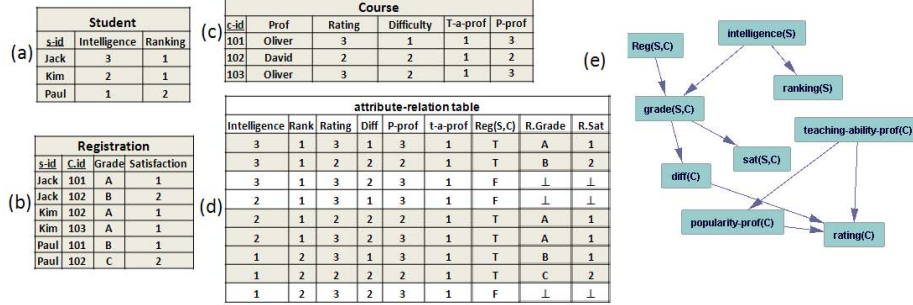 (a)
Student
s-id Intelligence Ranking
Jack 3 1
Kim 2 1
Paul 1 2
(b)
Registration
s-id C.id Grade Satisfaction
Jack 101 A 1
Jack 102 B 2
Kim 102 A 1
Kim 103 A 1
Paul 101 B 1
Paul 102 C 2
(c)
Course
c-id Prof Rating Difficulty T-a-prof P-prof
101 Oliver 3 1 1 3
102 David 2 2 1 2
103 Oliver 3 2 1 3
(d)
attribute-relation table
Intelligence Rank Rating Diff P-prof t-a-prof Reg(S,C) R.Grade R.Sat
3 1 3 1 3 1 T A 1
3 1 2 2 2 1 T B 2
3 1 3 2 3 1 F ⊥ ⊥
2 1 3 1 3 1 F ⊥ ⊥
2 1 2 2 2 1 T A 1
2 1 3 2 3 1 T A 1
1 2 3 1 3 1 T B 1
1 2 2 2 2 1 T C 2
1 2 3 2 3 1 F ⊥ ⊥
(e)
Reg(S,C)
intelligence(S)
ranking(S)
grade(S,C)
teaching-ability-prof(C)
sat(S,C)
diff(C)
popularity-prof(C)
rating(C)